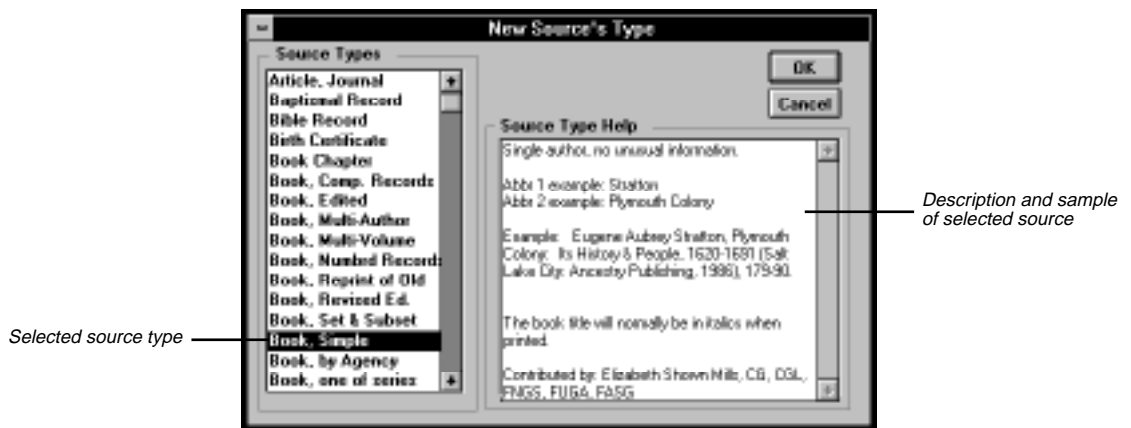 New Source's Type
Source Types
Article, Journal
Baptismal Record
Bible Record
Birth Certificate
Book Chapter
Book, Comp. Records
Book, Edited
Book, Multi-Author
Book, Multi-Volume
Book, Numbrd Records
Book, Reprint of Old
Book, Revised Ed.
Book, Set & Subset
Book, Simple
Book, by Agency
Book, one of series
OK
Cancel
Source Type Help
Single author, no unusual information.
Abbr 1 example: Stratton
Abbr 2 example: Plymouth Colony
Example: Eugene Aubrey Stratton, Plymouth
Colony: Its History & People, 1620-1691 (Salt
Lake City: Ancestry Publishing, 1986), 179-90.
The book title will normally be in italics when
printed.
Contributed by: Elizabeth Shown Mills, CG, CGL,
FNGS, FUGA, FASG
Selected source type
Description and sample
of selected source